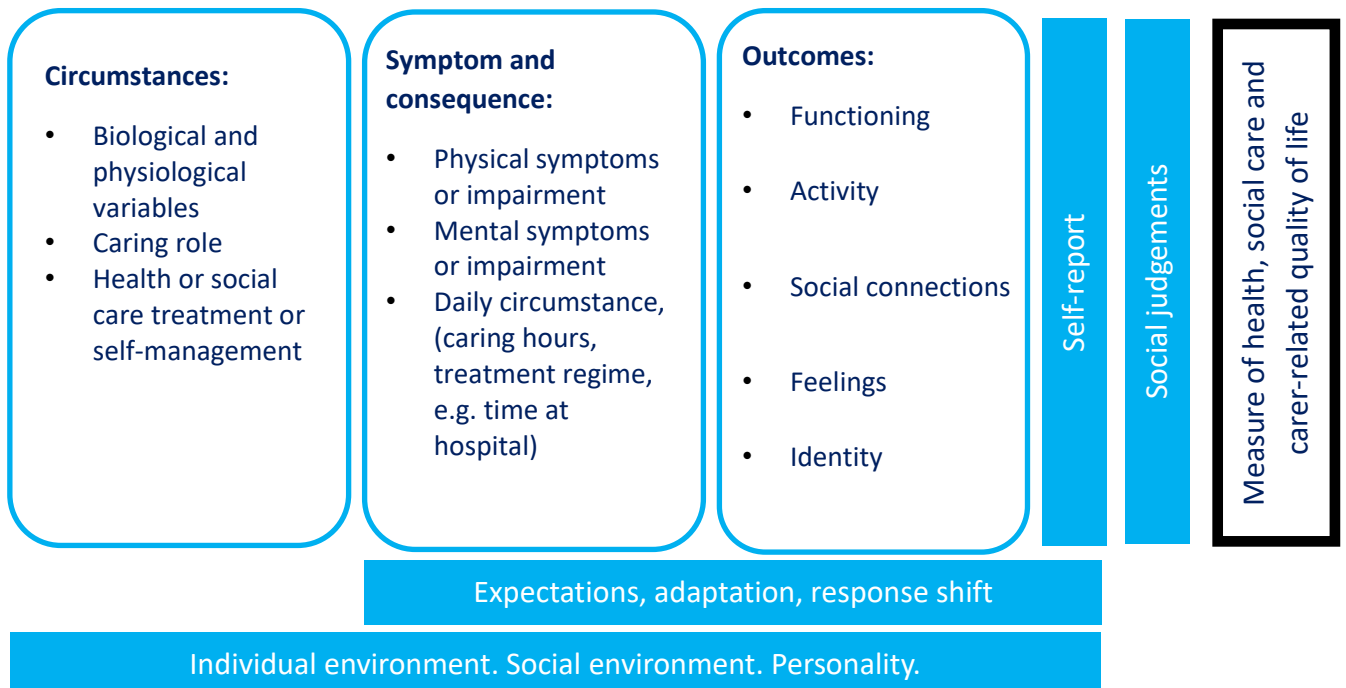 Circumstances:
• Biological and
physiological
variables
• Caring role
• Health or social
care treatment or
self-management
Symptom and
consequence:
• Physical symptoms
or impairment
• Mental symptoms
or impairment
• Daily circumstance,
(caring hours,
treatment regime,
e.g. time at
hospital)
Outcomes:
• Functioning
• Activity
• Social connections
• Feelings
• Identity
Self-report
Social judgements
Measure of health, social care and
carer-related quality of life
Expectations, adaptation, response shift
Individual environment. Social environment. Personality.